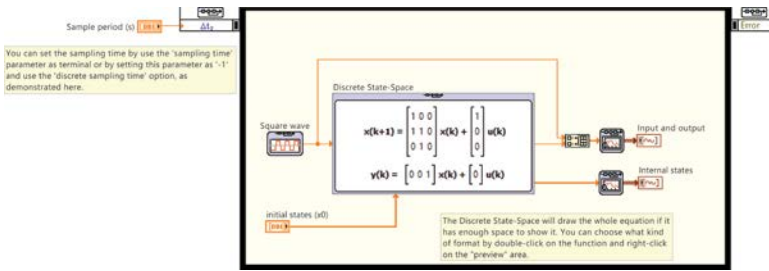 Sample period (s)
Δt₀
Error
You can set the sampling time by use the 'sampling time'
parameter as terminal or by setting this parameter as '-1'
and use the 'discrete sampling time' option, as
demonstrated here.
Discrete State-Space
Square wave
x(k+1) = [1 0 0; 1 1 0; 0 1 0] x(k) + [1; 0; 0] u(k)
y(k) = [0 0 1] x(k) + [0] u(k)
Input and output
Internal states
initial states (x0)
The Discrete State-Space will draw the whole equation if it
has enough space to show it. You can choose what kind
of format by double-click on the function and right-click
on the "preview" area.